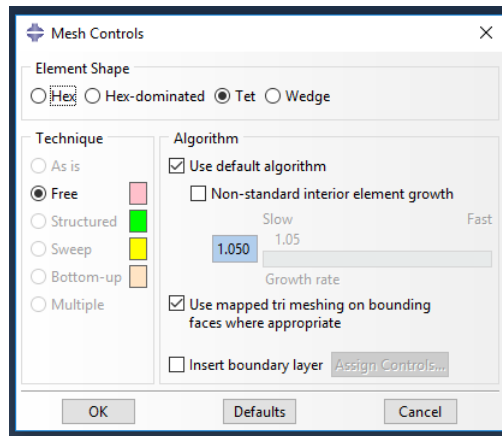 Mesh Controls
Element Shape
Hex Hex-dominated Tet Wedge
Technique
As is
Free
Structured
Sweep
Bottom-up
Multiple
Algorithm
Use default algorithm
Non-standard interior element growth
Slow Fast
1.05
1.050
Growth rate
Use mapped tri meshing on bounding
faces where appropriate
Insert boundary layer Assign Controls...
OK Defaults Cancel